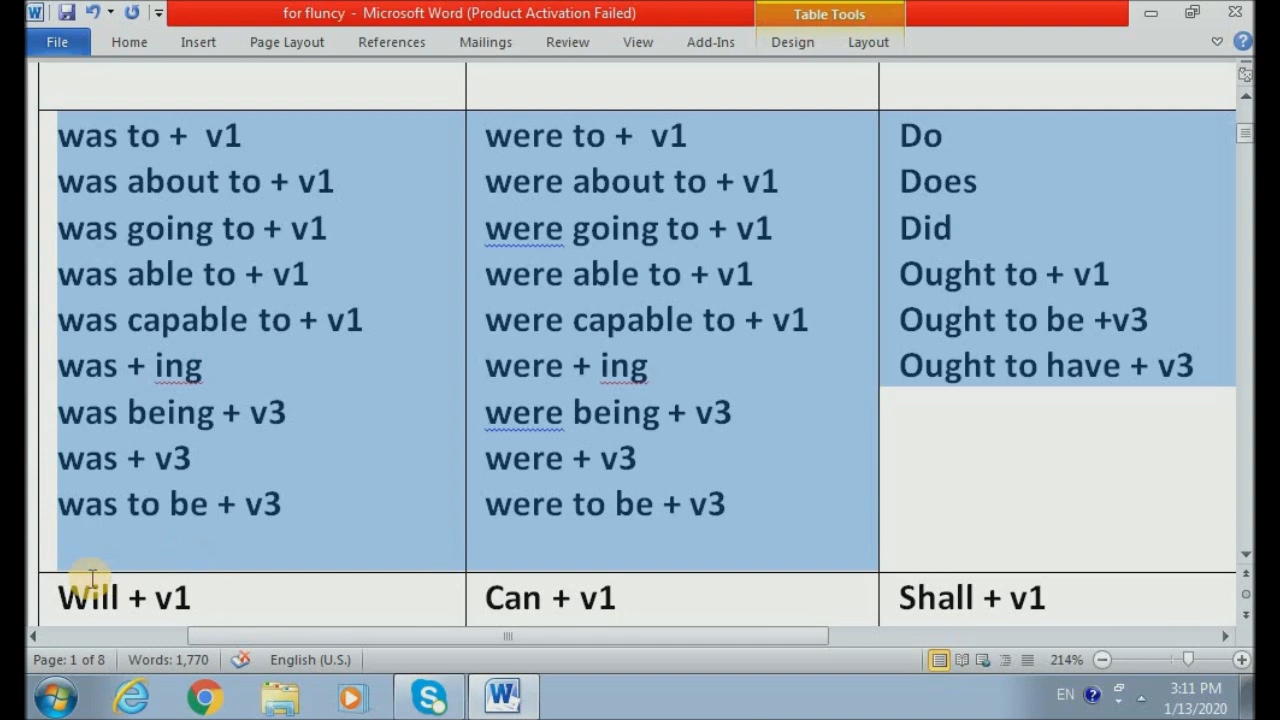 for fluncy - Microsoft Word (Product Activation Failed)
Table Tools
File Home Insert Page Layout References Mailings Review View Add-Ins Design Layout
was to + v1
was about to + v1
was going to + v1
was able to + v1
was capable to + v1
was + ing
was being + v3
was + v3
was to be + v3
were to + v1
were about to + v1
were going to + v1
were able to + v1
were capable to + v1
were + ing
were being + v3
were + v3
were to be + v3
Do
Does
Did
Ought to + v1
Ought to be +v3
Ought to have + v3
Will + v1
Can + v1
Shall + v1
Page: 1 of 8 Words: 1,770 English (U.S.) 214%
EN 3:11 PM
1/13/2020